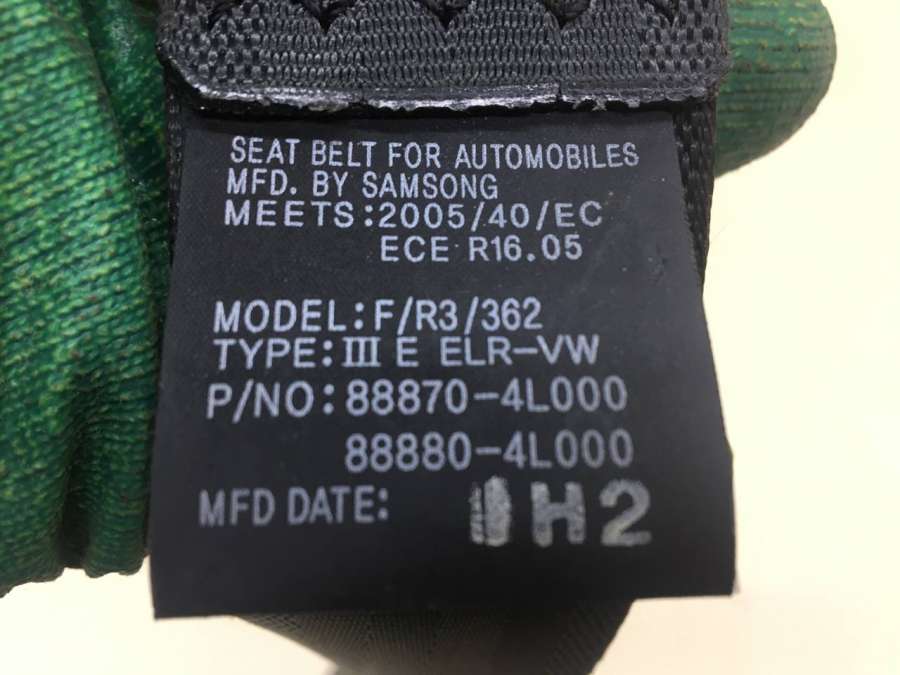 SEAT BELT FOR AUTOMOBILES
MFD. BY SAMSONG
MEETS:2005/40/EC
ECE R16.05
MODEL:F/R3/362
TYPE:III E ELR-VW
P/NO:88870-4L000
88880-4L000
MFD DATE: H2